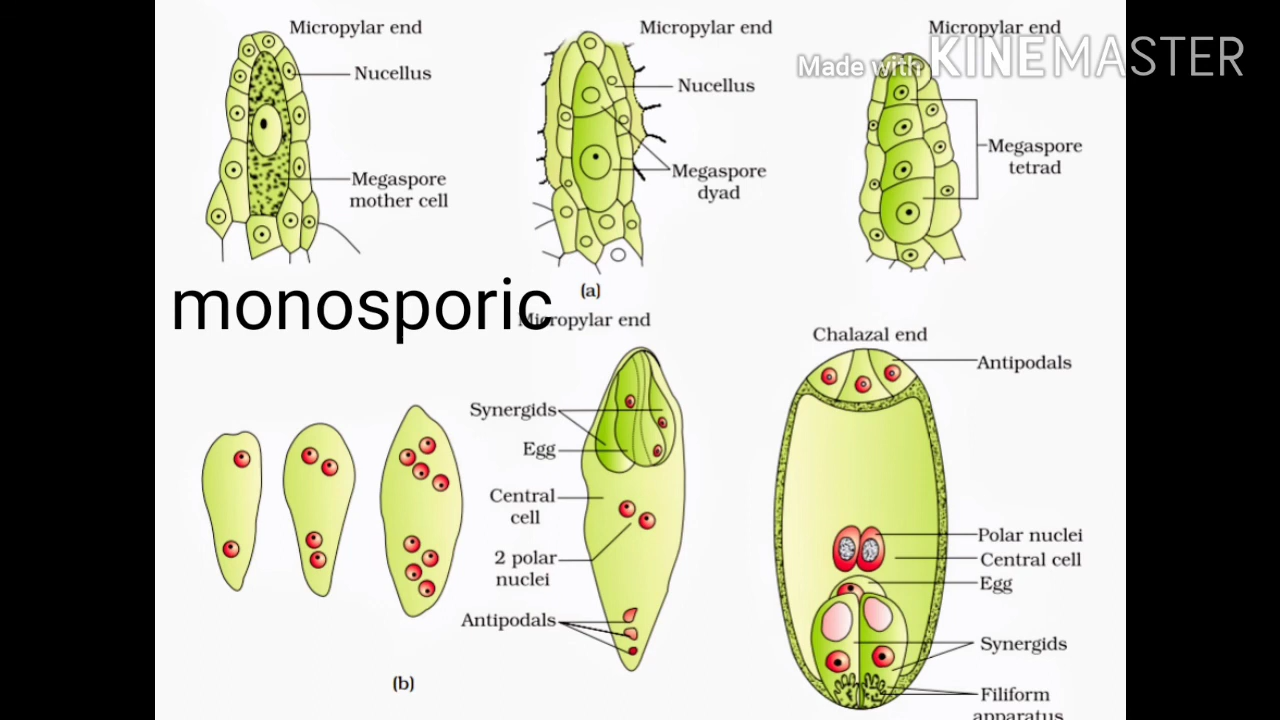 Micropylar end
Nucellus
Megaspore
mother cell
Micropylar end
Nucellus
Megaspore
dyad
Micropylar end
Made with KINEMASTER
Megaspore
tetrad
(a)
monosporic
Micropylar end
Synergids
Egg
Central
cell
2 polar
nuclei
Antipodals
(b)
Chalazal end
Antipodals
Polar nuclei
Central cell
Egg
Synergids
Filiform
apparatus